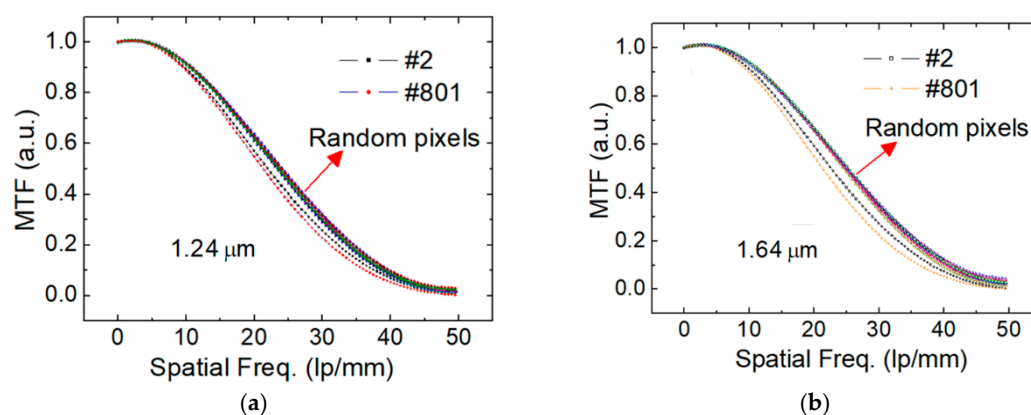 1.0
0.8
0.6
0.4
0.2
0.0
MTF (a.u.)
#2
#801
Random pixels
1.24 μm
0 10 20 30 40 50
Spatial Freq. (lp/mm)
(a)
1.0
0.8
0.6
0.4
0.2
0.0
MTF (a.u.)
#2
#801
Random pixels
1.64 μm
0 10 20 30 40 50
Spatial Freq. (lp/mm)
(b)